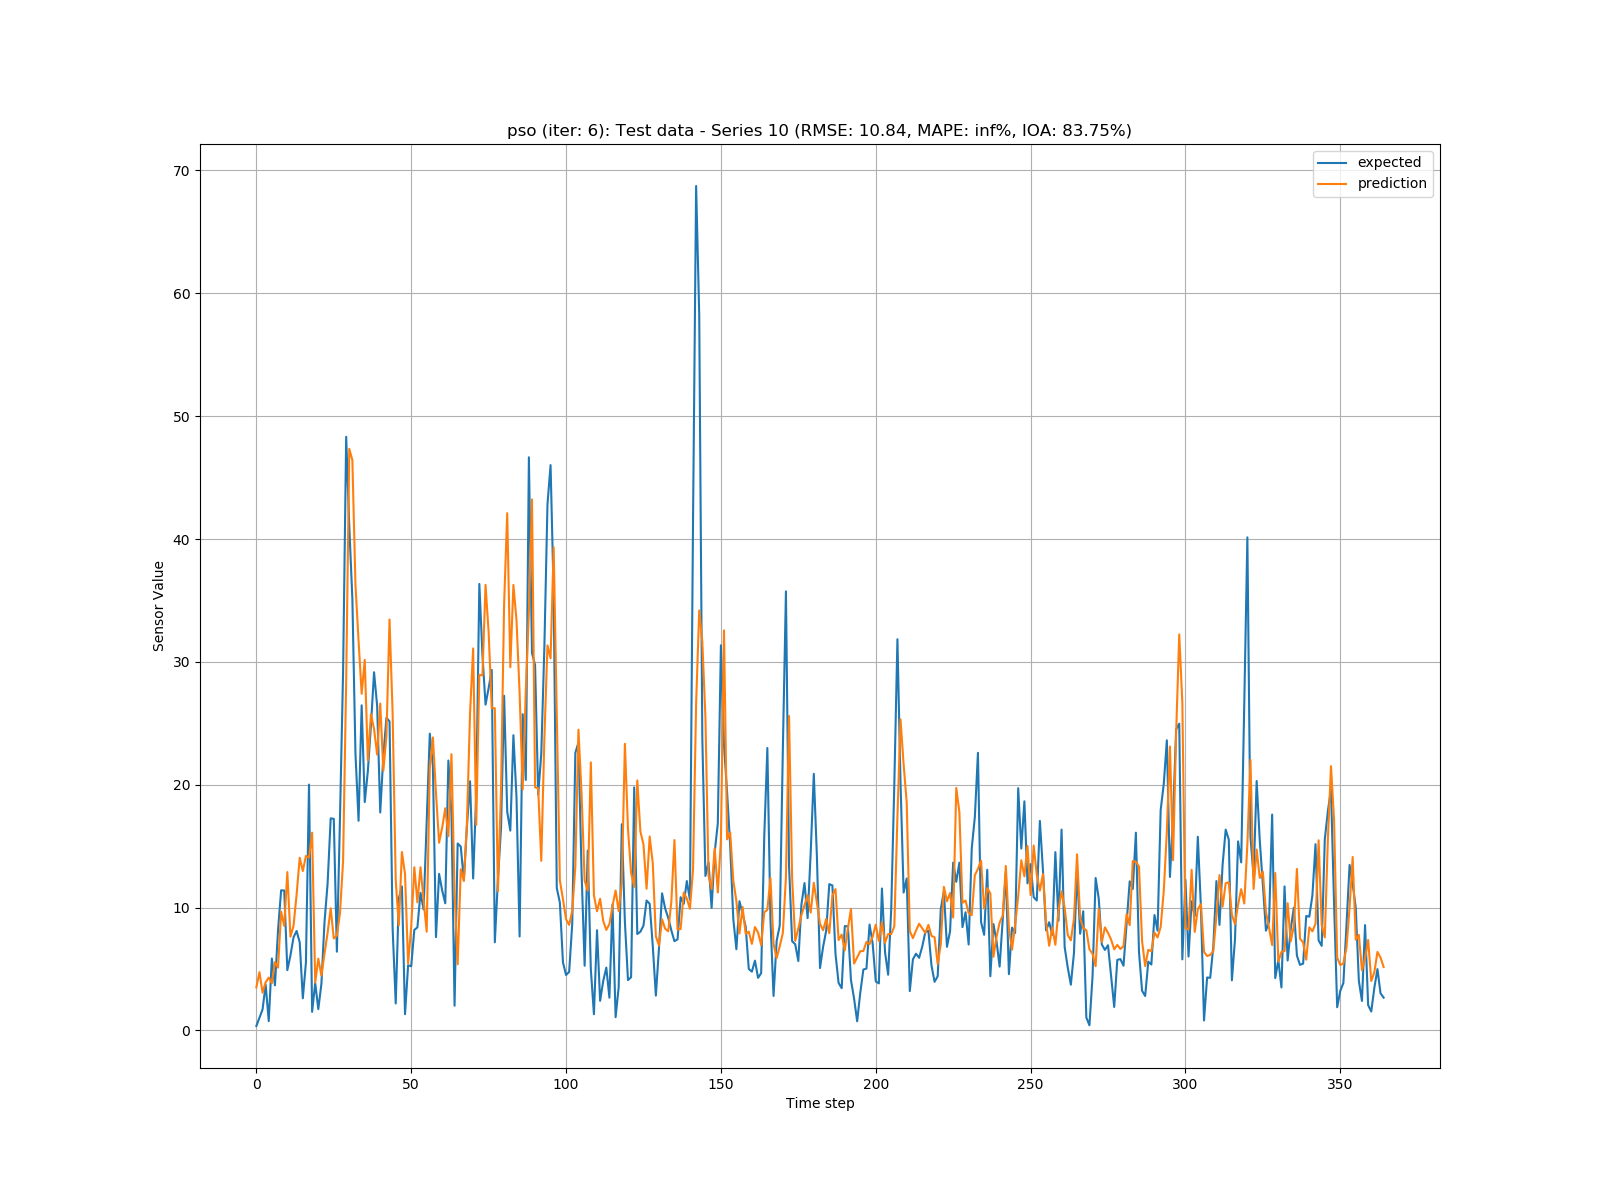 pso (iter: 6): Test data - Series 10 (RMSE: 10.84, MAPE: inf%, IOA: 83.75%)
expected
prediction
70
60
50
40
30
20
10
0
Sensor Value
0 50 100 150 200 250 300 350
Time step